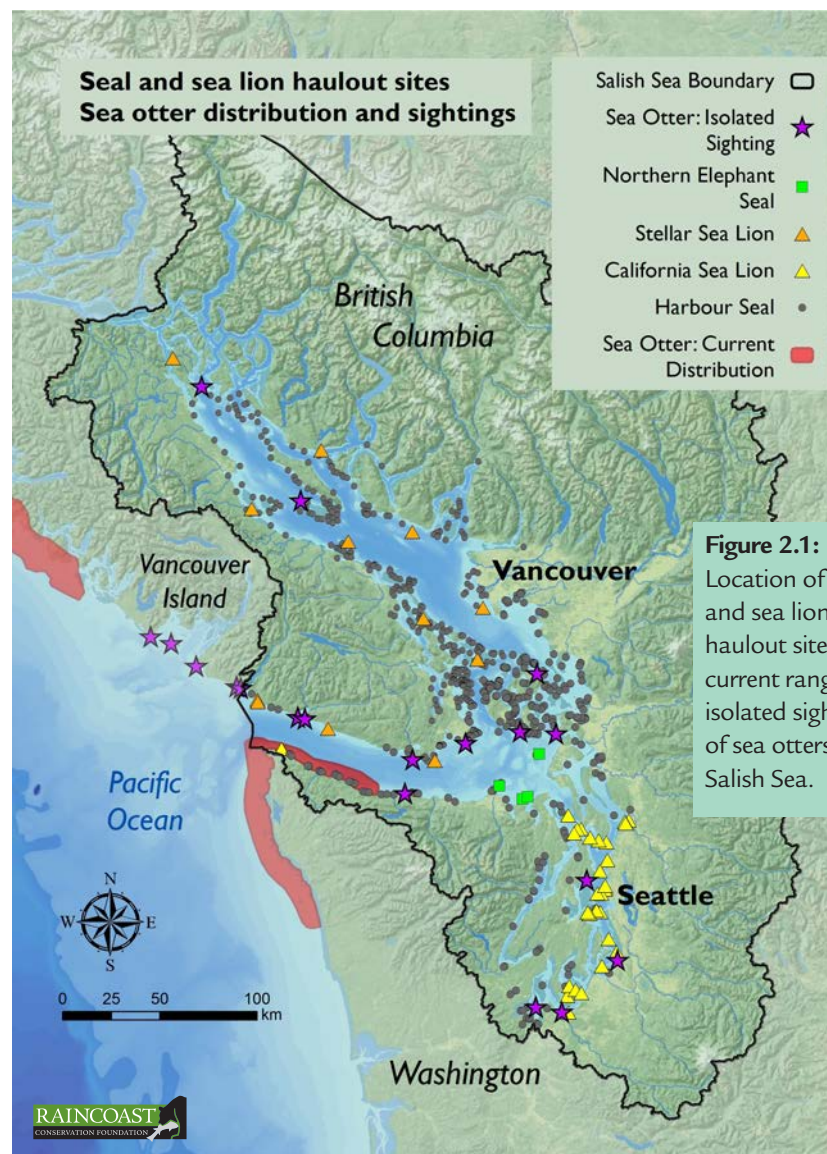 Seal and sea lion haulout sites
Sea otter distribution and sightings
Salish Sea Boundary
Sea Otter: Isolated
Sighting
Northern Elephant
Seal
Stellar Sea Lion
California Sea Lion
Harbour Seal
Sea Otter: Current
Distribution
British
Columbia
Vancouver
Vancouver
Island
Figure 2.1:
Location of
and sea lion
haulout site
current rang
isolated sigh
of sea otters
Salish Sea.
Pacific
Ocean
Seattle
N
W E
S
0 25 50 100
km
Washington
RAINCOAST
CONSERVATION FOUNDATION